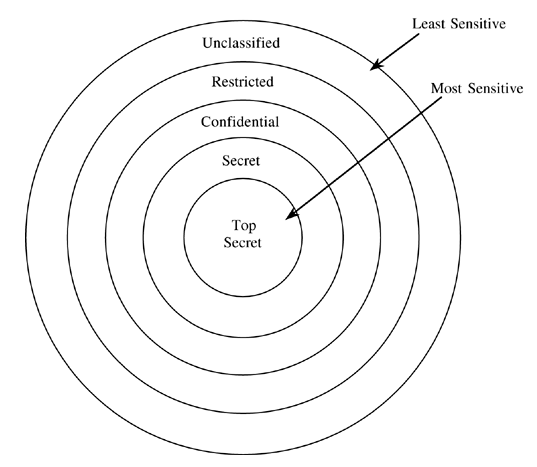 Least Sensitive
Unclassified
Restricted
Most Sensitive
Confidential
Secret
Top
Secret